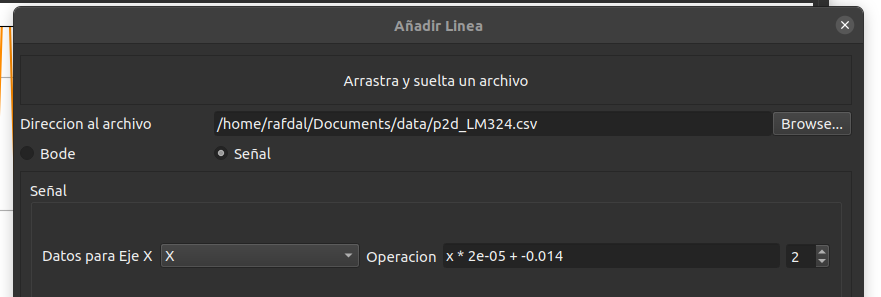 Añadir Linea
Arrastra y suelta un archivo
Direccion al archivo /home/rafdal/Documents/data/p2d_LM324.csv Browse...
Bode Señal
Señal
Datos para Eje X X Operacion x * 2e-05 + -0.014 2